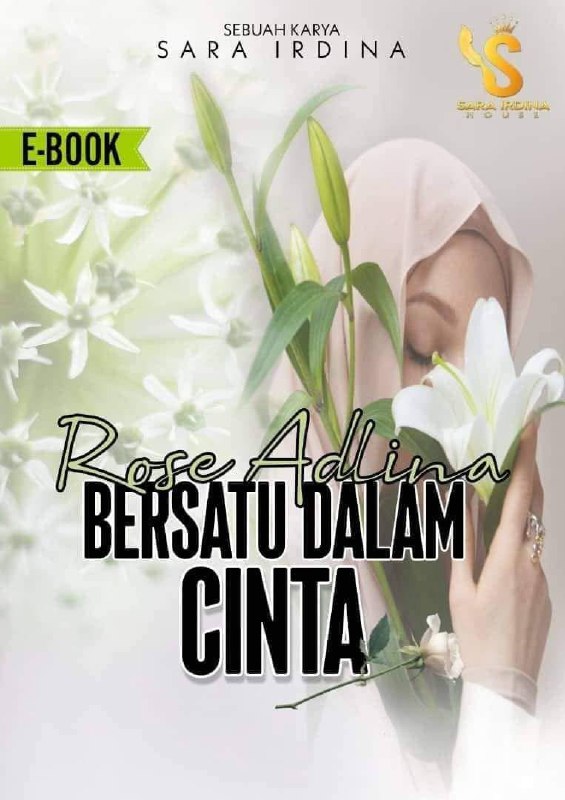 SEBUAH KARYA
SARA IRDINA
S
SARA IRDINA
HOUSE
E-BOOK
Rose Adlina
BERSATU DALAM
CINTA